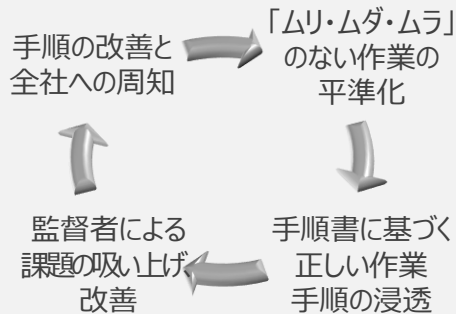 手順の改善と
全社への周知
「ムリ・ムダ・ムラ」
のない作業の
平準化
手順書に基づく
正しい作業
手順の浸透
監督者による
課題の吸い上げ
改善